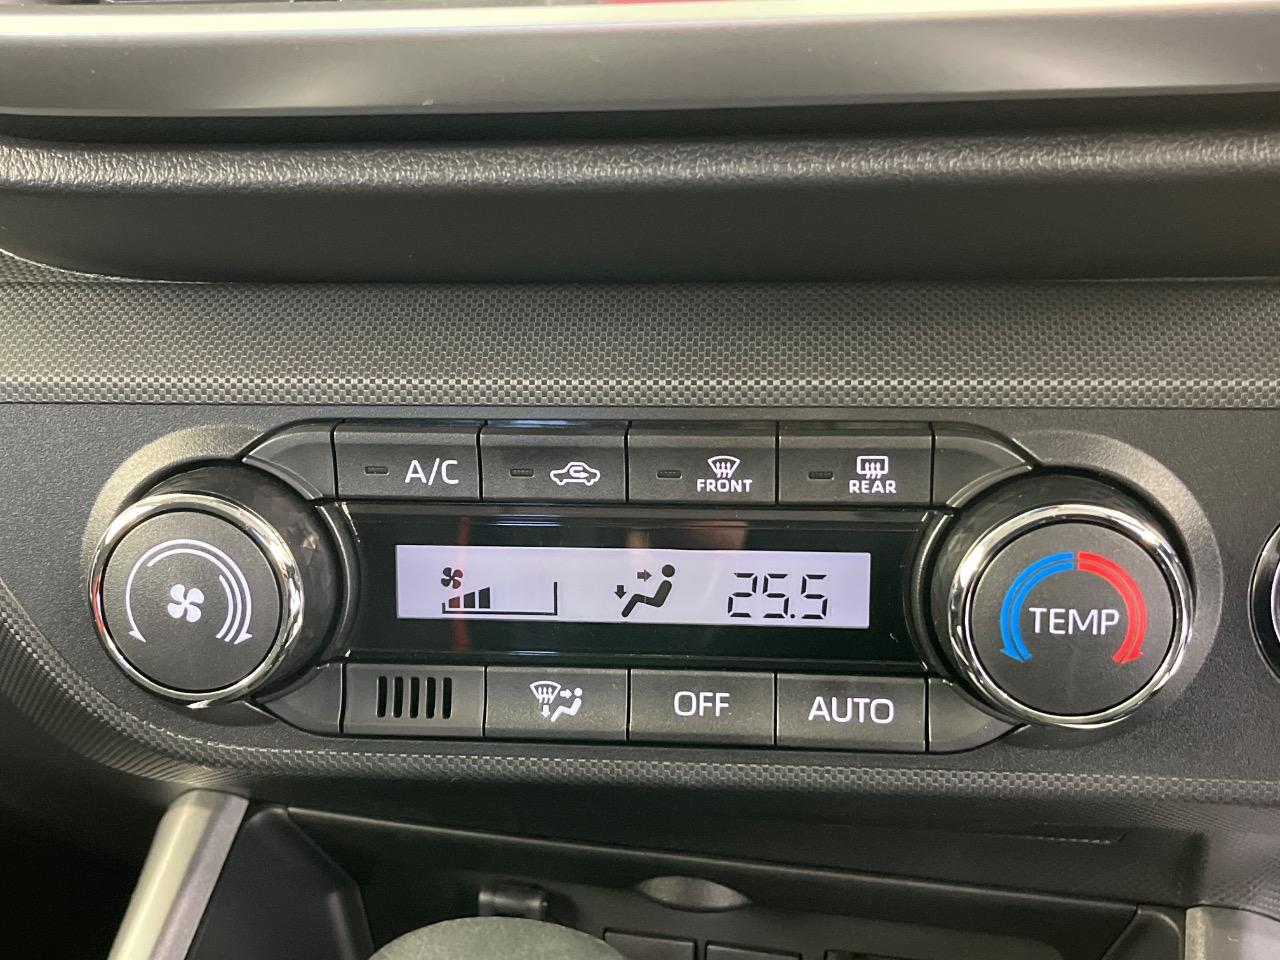 A/C
FRONT
REAR
25.5
TEMP
OFF
AUTO